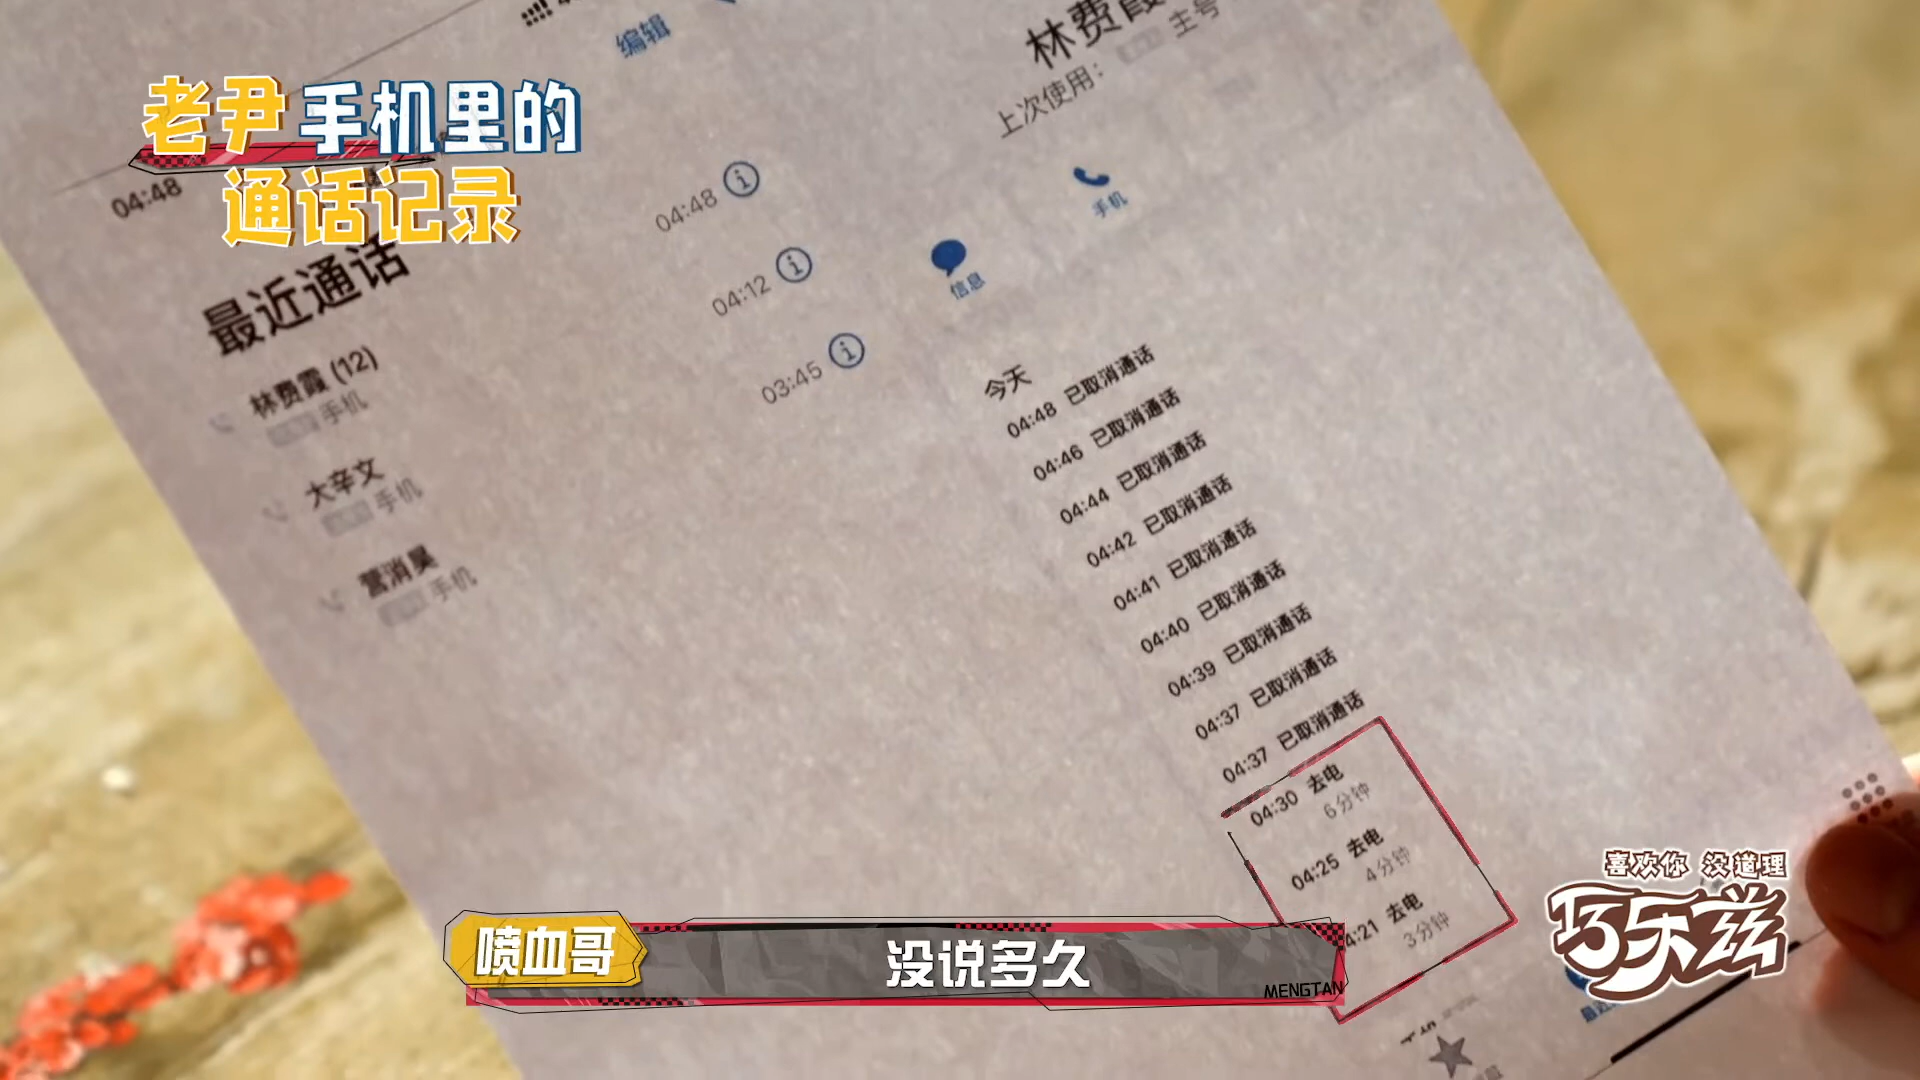 老尹手机里的
通话记录
04:48
编辑
最近通话
林费霞 (12)
手机
04:48
大辛文
手机
04:12
营消昊
手机
03:45
林费霞
上次使用：
主号
信息
手机
今天
04:48 已取消通话
04:46 已取消通话
04:44 已取消通话
04:42 已取消通话
04:41 已取消通话
04:40 已取消通话
04:39 已取消通话
04:37 已取消通话
04:37 已取消通话
04:30 去电
6分钟
04:25 去电
4分钟
4:21 去电
3分钟
喷血哥
没说多久
MENGTAN
喜欢你 没道理
巧乐兹